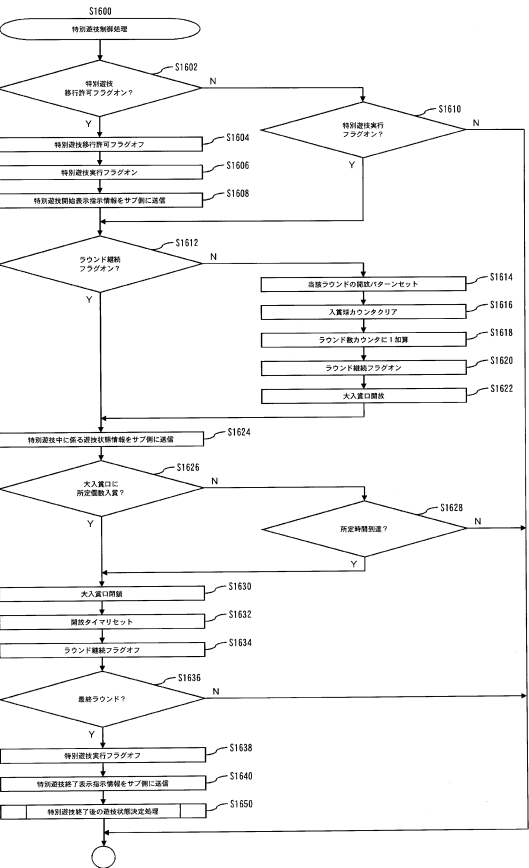 S1600
特別遊技制御処理
S1602
特別遊技
移行許可フラグオン?
N
Y
S1610
特別遊技実行
フラグオン?
N
Y
S1604
特別遊技移行許可フラグオフ
S1606
特別遊技実行フラグオン
S1608
特別遊技開始表示指示情報をサブ側に送信
S1612
ラウンド継続
フラグオン?
N
Y
S1614
当該ラウンドの開放パターンセット
S1616
入賞球カウンタクリア
S1618
ラウンド数カウンタに1加算
S1620
ラウンド継続フラグオン
S1622
大入賞口開放
S1624
特別遊技中に係る遊技状態情報をサブ側に送信
S1626
大入賞口に
所定個数入賞?
N
Y
S1628
所定時間到達?
N
Y
S1630
大入賞口閉鎖
S1632
開放タイマリセット
S1634
ラウンド継続フラグオフ
S1636
最終ラウンド?
N
Y
S1638
特別遊技実行フラグオフ
S1640
特別遊技終了表示指示情報をサブ側に送信
S1650
特別遊技終了後の遊技状態決定処理